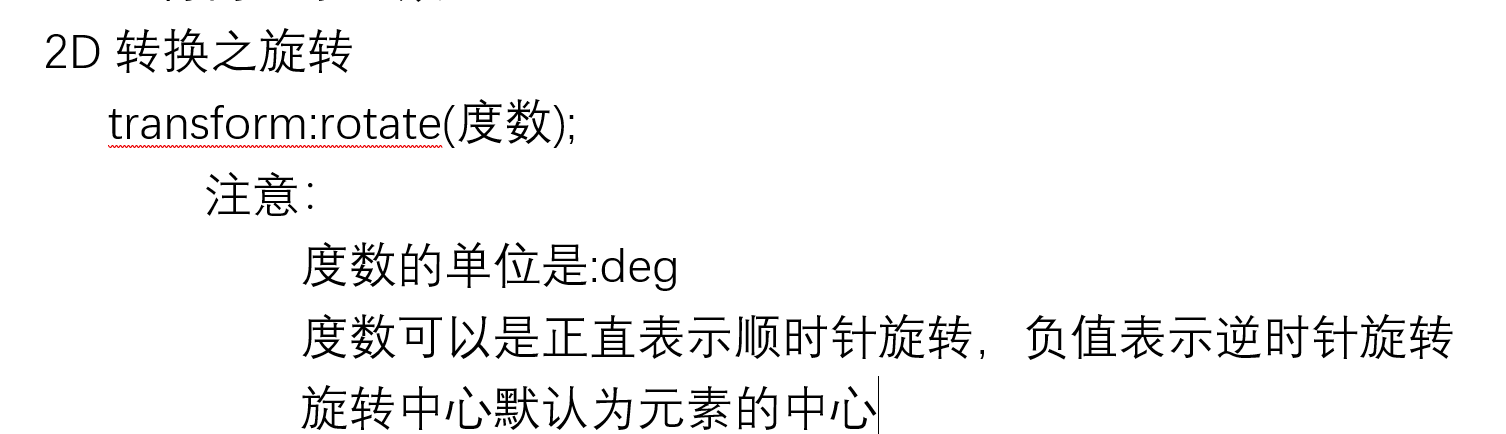 2D 转换之旋转
transform:rotate(度数);
注意：
度数的单位是:deg
度数可以是正直表示顺时针旋转，负值表示逆时针旋转
旋转中心默认为元素的中心